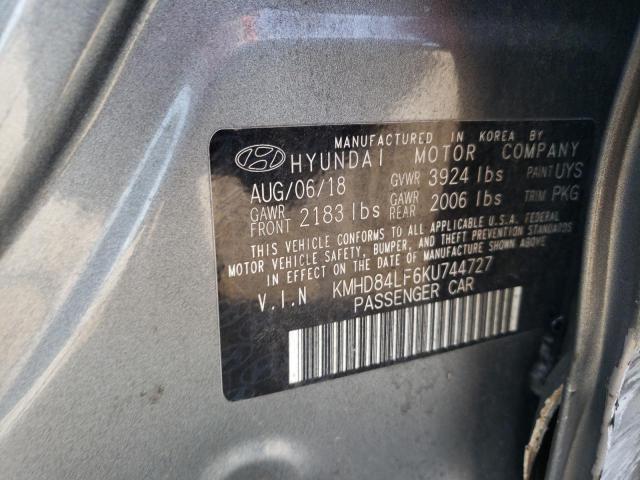 MANUFACTURED IN KOREA BY
HYUNDAI MOTOR COMPANY
AUG/06/18 GVWR 3924 lbs PAINT UYS
GAWR FRONT 2183 lbs GAWR REAR 2006 lbs TRIM PKG
THIS VEHICLE CONFORMS TO ALL APPLICABLE U.S.A. FEDERAL
MOTOR VEHICLE SAFETY, BUMPER, AND THEFT PREVENTION STANDARDS
IN EFFECT ON THE DATE OF MANUFACTURE SHOWN ABOVE.
V.I.N KMHD84LF6KU744727
PASSENGER CAR